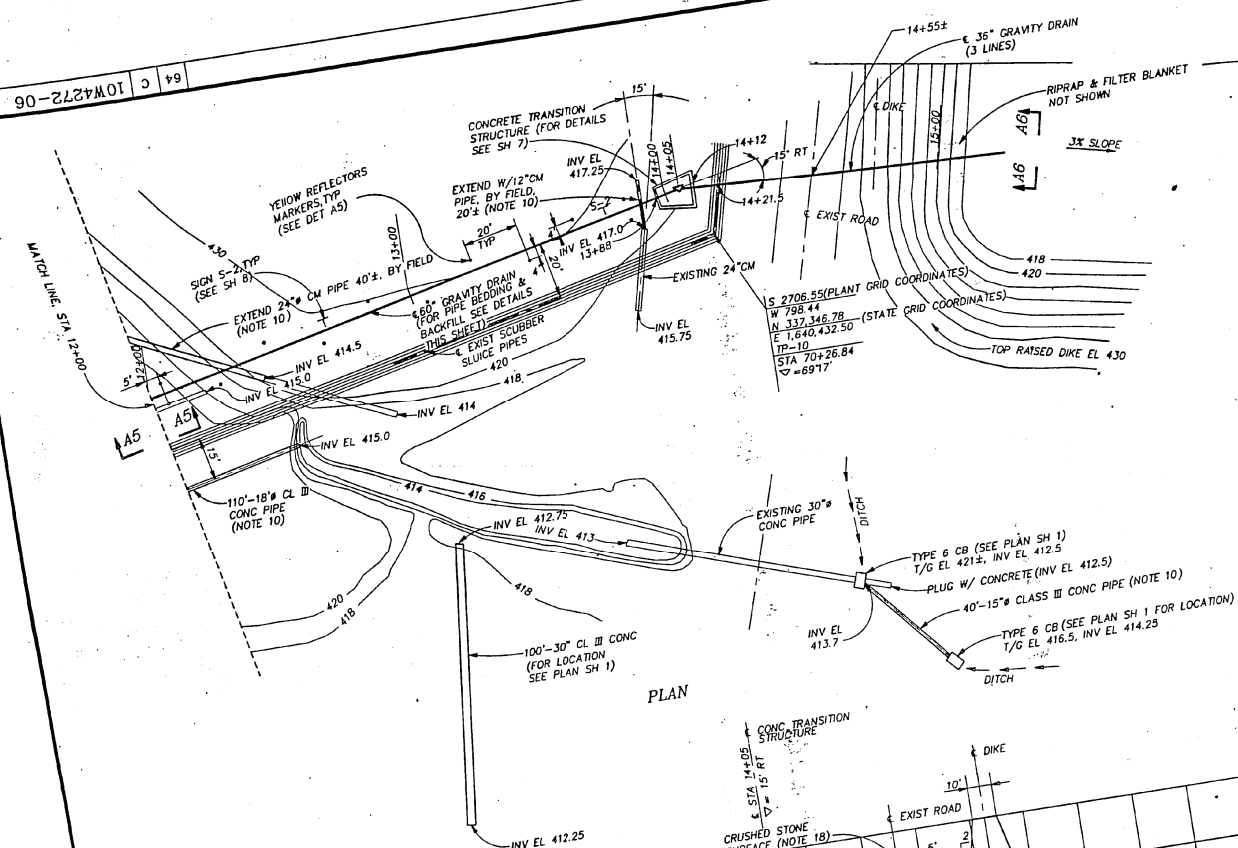 10W4272-06
C
64
CONCRETE TRANSITION
STRUCTURE (FOR DETAILS
SEE SH 7)
15'
14+55±
℄ 36" GRAVITY DRAIN
(3 LINES)
RIPRAP & FILTER BLANKET
NOT SHOWN
℄ DIKE
15+00
A6
A6
3% SLOPE
INV EL
417.25
14+00
14+05
14+12
15° RT
14+21.5
℄ EXIST ROAD
YEllOW REFLECTORS
MARKERS,TYP
(SEE DET A5)
EXTEND W/12"CM
PIPE, BY FIELD,
20'± (NOTE 10)
S-2
20'
TYP
4'
4'
20'
INV EL 417.0
13+88
EXISTING 24"CM
430
13+00
SIGN S-2,TYP
(SEE SH 8)
EXTEND 24"ø CM PIPE 40'±, BY FIELD
(NOTE 10)
℄ 60" GRAVITY DRAIN
(FOR PIPE BEDDING &
BACKFILL SEE DETAILS
THIS SHEET)
℄ EXIST SCUBBER
SLUICE PIPES
INV EL
415.75
S 2706.55(PLANT GRID COORDINATES)
W 798.44
N 337,346.78
E 1,640,432.50 (STATE GRID COORDINATES)
TP-10
STA 70+26.84
▽ =69°17'
418
420
TOP RAISED DIKE EL 430
MATCH LINE, STA 12+00
12+00
5'
INV EL 414.5
INV EL 415.0
420
418
INV EL 414
A5
A5
15'
INV EL 415.0
110'-18"ø CL III
CONC PIPE
(NOTE 10)
414
416
INV EL 412.75
INV EL 413
EXISTING 30"ø
CONC PIPE
DITCH
TYPE 6 CB (SEE PLAN SH 1)
T/G EL 421±, INV EL 412.5
PLUG W/ CONCRETE(INV EL 412.5)
40'-15"ø CLASS III CONC PIPE (NOTE 10)
INV EL
413.7
TYPE 6 CB (SEE PLAN SH 1 FOR LOCATION)
T/G EL 416.5, INV EL 414.25
DITCH
420
418
418
100'-30" CL III CONC
(FOR LOCATION
SEE PLAN SH 1)
INV EL 412.25
PLAN
℄ CONC TRANSITION
STRUCTURE
℄ STA 14+05
▽ = 15° RT
℄ DIKE
10'
℄ EXIST ROAD
CRUSHED STONE
SURFACE (NOTE 18)
2